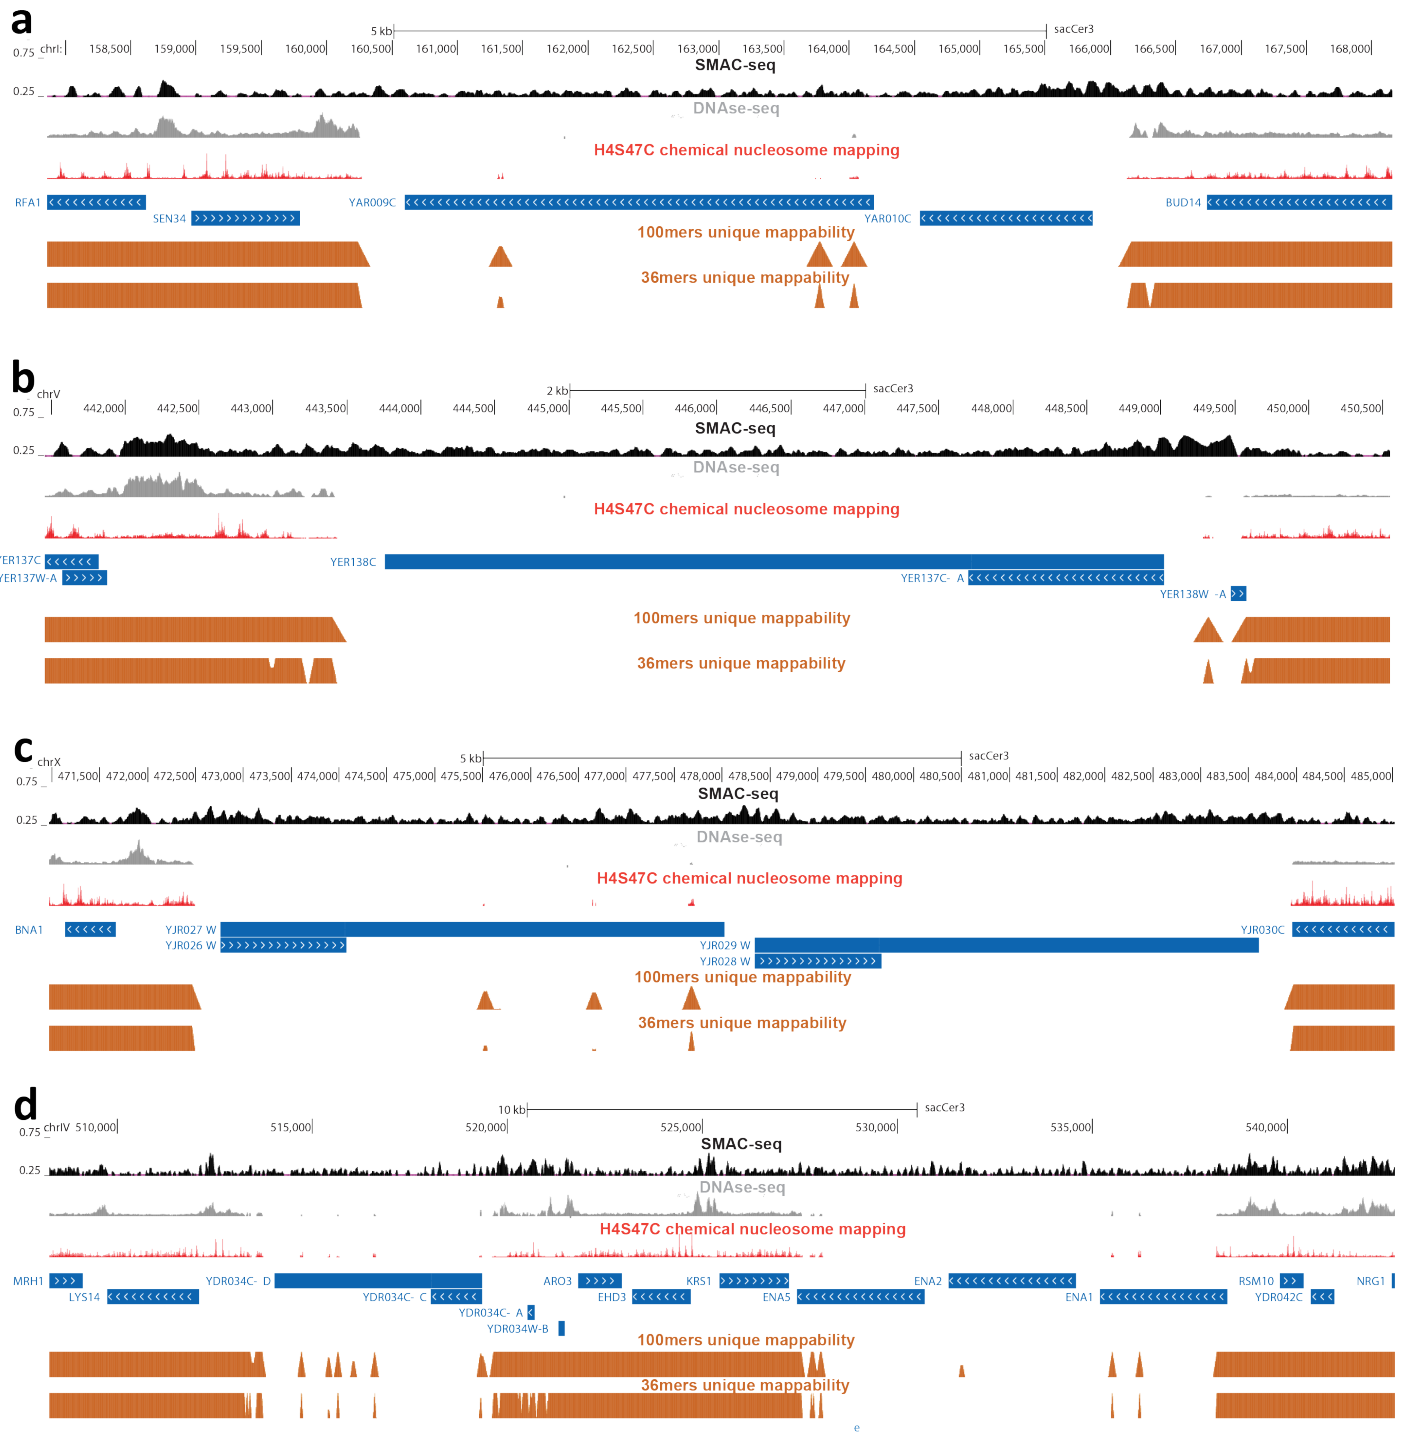 a
5 kb sacCer3
chrI: 158,500 159,000 159,500 160,000 160,500 161,000 161,500 162,000 162,500 163,000 163,500 164,000 164,500 165,000 165,500 166,000 166,500 167,000 167,500 168,000
0.75
SMAC-seq
0.25
DNAse-seq
H4S47C chemical nucleosome mapping
RFA1 YAR009C BUD14
SEN34 YAR010C
100mers unique mappability
36mers unique mappability
b
2 kb sacCer3
chrV
442,000 442,500 443,000 443,500 444,000 444,500 445,000 445,500 446,000 446,500 447,000 447,500 448,000 448,500 449,000 449,500 450,000 450,500
0.75
SMAC-seq
0.25
DNAse-seq
H4S47C chemical nucleosome mapping
YER137C YER138C
YER137W-A YER137C- A
YER138W -A
100mers unique mappability
36mers unique mappability
c
5 kb sacCer3
chrX
471,500 472,000 472,500 473,000 473,500 474,000 474,500 475,000 475,500 476,000 476,500 477,000 477,500 478,000 478,500 479,000 479,500 480,000 480,500 481,000 481,500 482,000 482,500 483,000 483,500 484,000 484,500 485,000
0.75
SMAC-seq
0.25
DNAse-seq
H4S47C chemical nucleosome mapping
BNA1 YJR027 W YJR030C
YJR026 W YJR029 W
YJR028 W
100mers unique mappability
36mers unique mappability
d
10 kb sacCer3
chrIV 510,000 515,000 520,000 525,000 530,000 535,000 540,000
0.75
SMAC-seq
0.25
DNAse-seq
H4S47C chemical nucleosome mapping
MRH1 YDR034C- D ARO3 KRS1 ENA2 RSM10 NRG1
LYS14 YDR034C- C EHD3 ENA5 ENA1 YDR042C
YDR034C- A
YDR034W-B
100mers unique mappability
36mers unique mappability
e